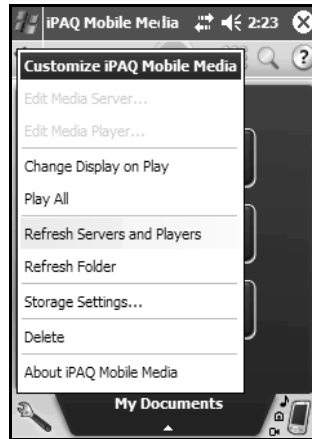 iPAQ Mobile Media 2:23
?
Customize iPAQ Mobile Media
Edit Media Server...
Edit Media Player...
Change Display on Play
Play All
Refresh Servers and Players
Refresh Folder
Storage Settings...
Delete
About iPAQ Mobile Media
My Documents